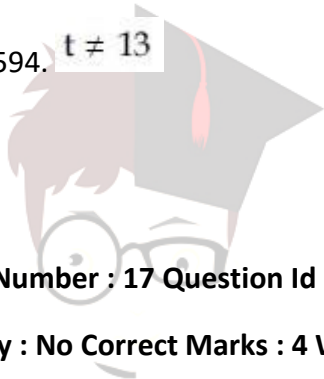 594. t ≠ 13
Number : 17 Question Id
y : No Correct Marks : 4 W